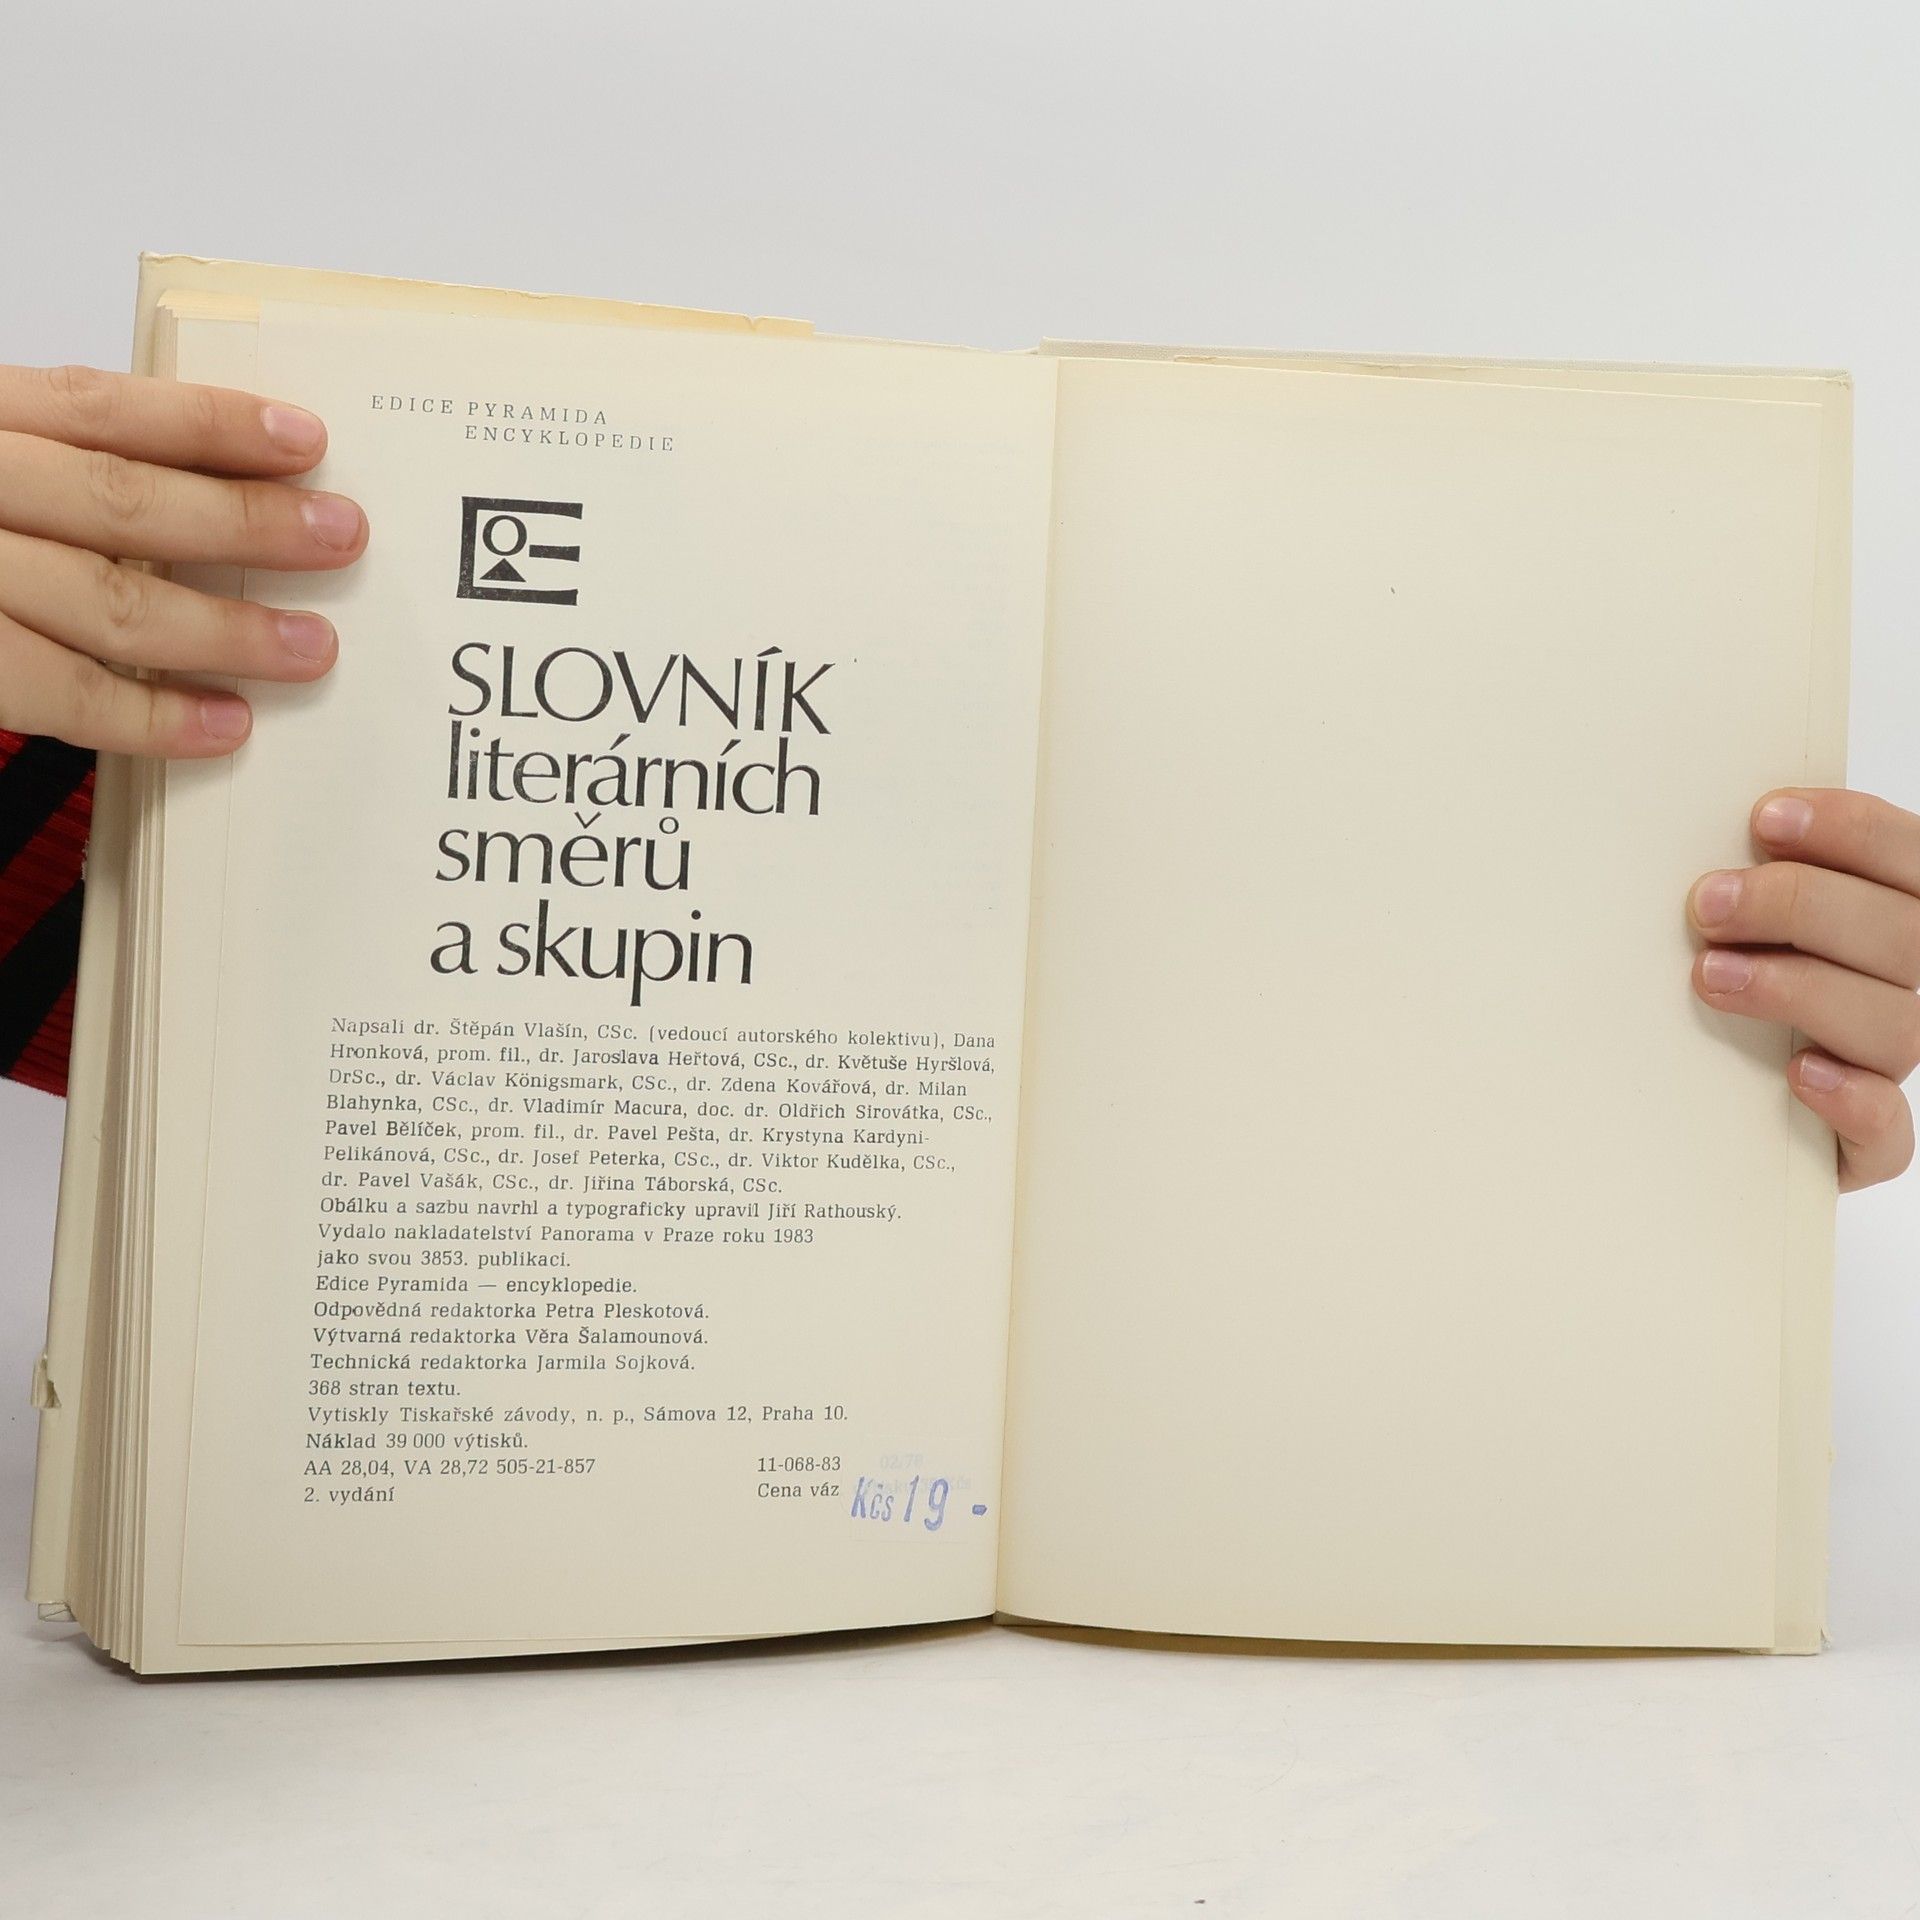 EDICE PYRAMIDA
ENCYKLOPEDIE
SLOVNÍK
literárních
směrů
a skupin
Napsali dr. Štěpán Vlašín, CSc. (vedoucí autorského kolektivu), Dana
Hronková, prom. fil., dr. Jaroslava Heřtová, CSc., dr. Květuše Hyršlová,
DrSc., dr. Václav Königsmark, CSc., dr. Zdena Kovářová, dr. Milan
Blahynka, CSc., dr. Vladimír Macura, doc. dr. Oldřich Sirovátka, CSc.,
Pavel Bělíček, prom. fil., dr. Pavel Pešta, dr. Krystyna Kardyni-
Pelikánová, CSc., dr. Josef Peterka, CSc., dr. Viktor Kudělka, CSc.,
dr. Pavel Vašák, CSc., dr. Jiřina Táborská, CSc.
Obálku a sazbu navrhl a typograficky upravil Jiří Rathouský.
Vydalo nakladatelství Panorama v Praze roku 1983
jako svou 3853. publikaci.
Edice Pyramida — encyklopedie.
Odpovědná redaktorka Petra Pleskotová.
Výtvarná redaktorka Věra Šalamounová.
Technická redaktorka Jarmila Sojková.
368 stran textu.
Vytiskly Tiskařské závody, n. p., Sámova 12, Praha 10.
Náklad 39 000 výtisků.
AA 28,04, VA 28,72 505-21-857 11-068-83
2. vydání Cena váz Kčs 19 -